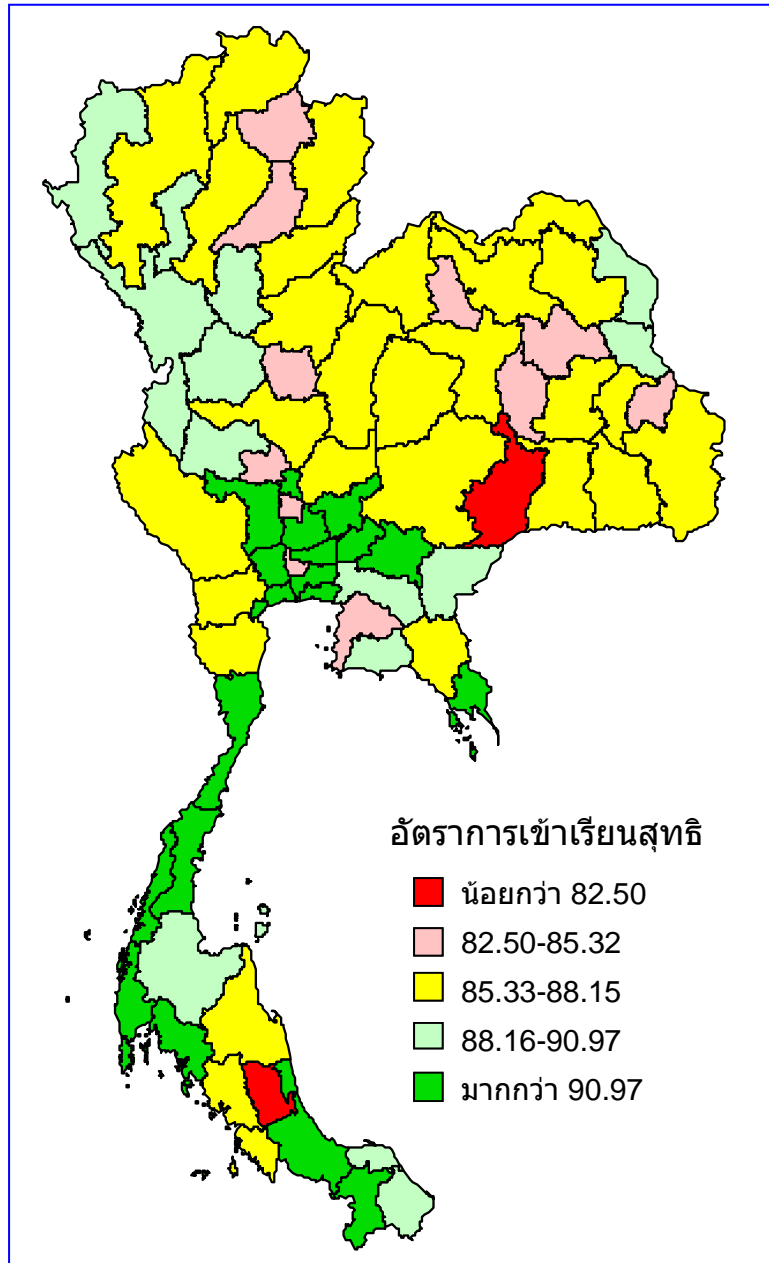 อัตราการเข้าเรียนสุทธิ
น้อยกว่า 82.50
82.50-85.32
85.33-88.15
88.16-90.97
มากกว่า 90.97